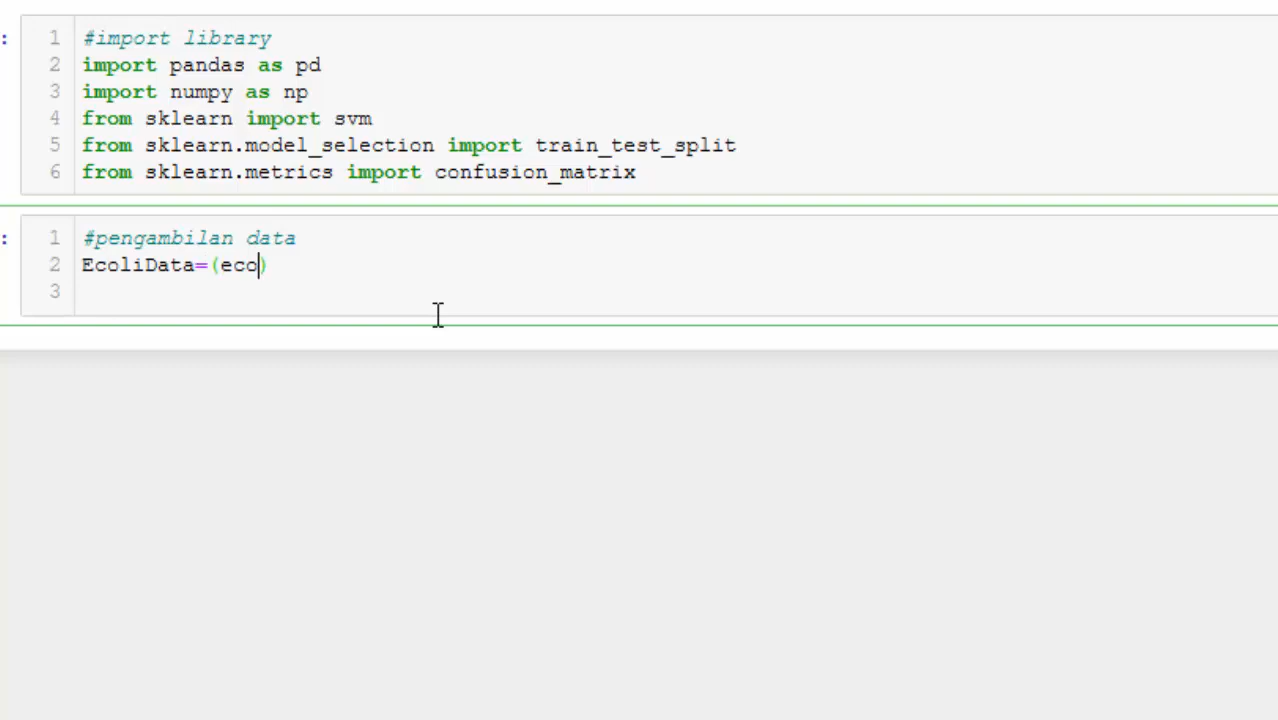 : 1 #import library
2 import pandas as pd
3 import numpy as np
4 from sklearn import svm
5 from sklearn.model_selection import train_test_split
6 from sklearn.metrics import confusion_matrix
: 1 #pengambilan data
2 EcoliData=(eco)
3